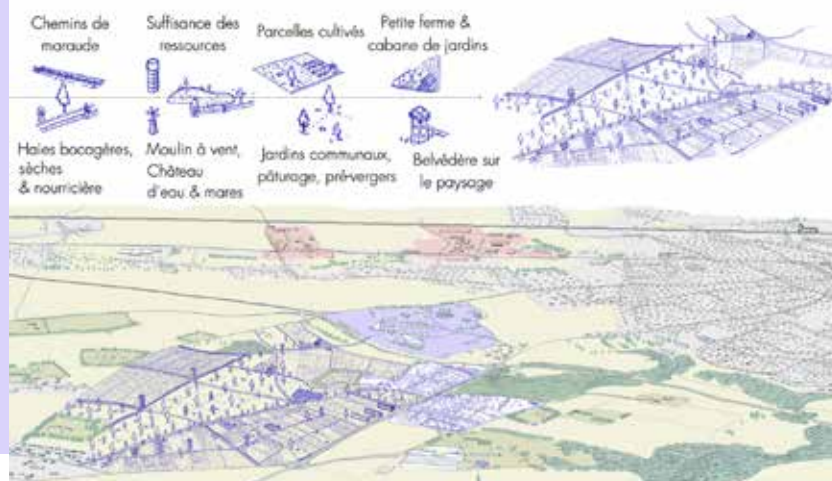 Chemins de
maraude
Suffisance des
ressources
Parcelles cultivés
Petite ferme &
cabane de jardins
Haies bocagères,
sèches
& nourricière
Moulin à vent,
Château
d'eau & mares
Jardins communaux,
pâturage, pré-vergers
Belvédère sur
le paysage